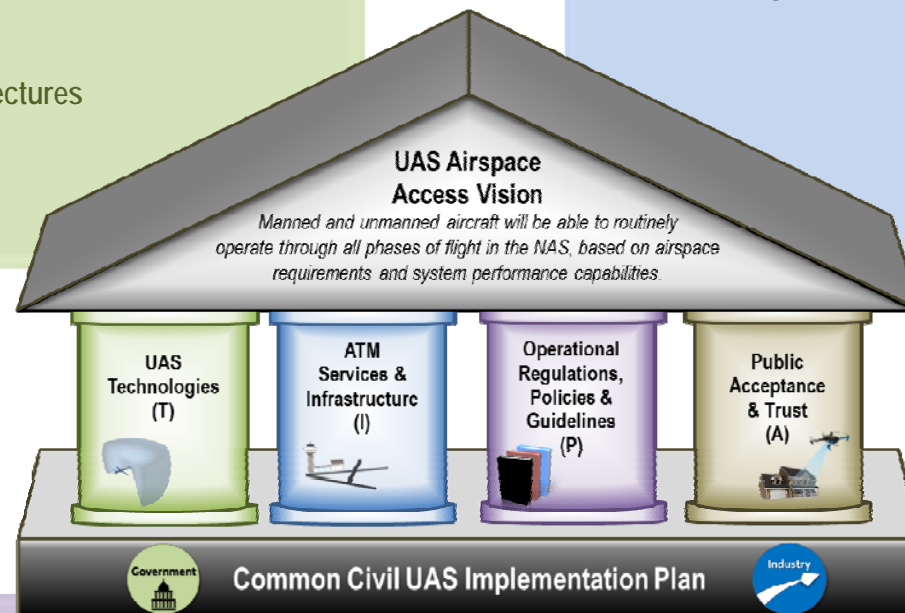 ectures
UAS Airspace
Access Vision
Manned and unmanned aircraft will be able to routinely
operate through all phases of flight in the NAS, based on airspace
requirements and system performance capabilities.
UAS
Technologies
(T)
ATM
Services &
Infrastructure
(I)
Operational
Regulations,
Policies &
Guidelines
(P)
Public
Acceptance
& Trust
(A)
Government
Common Civil UAS Implementation Plan
Industry